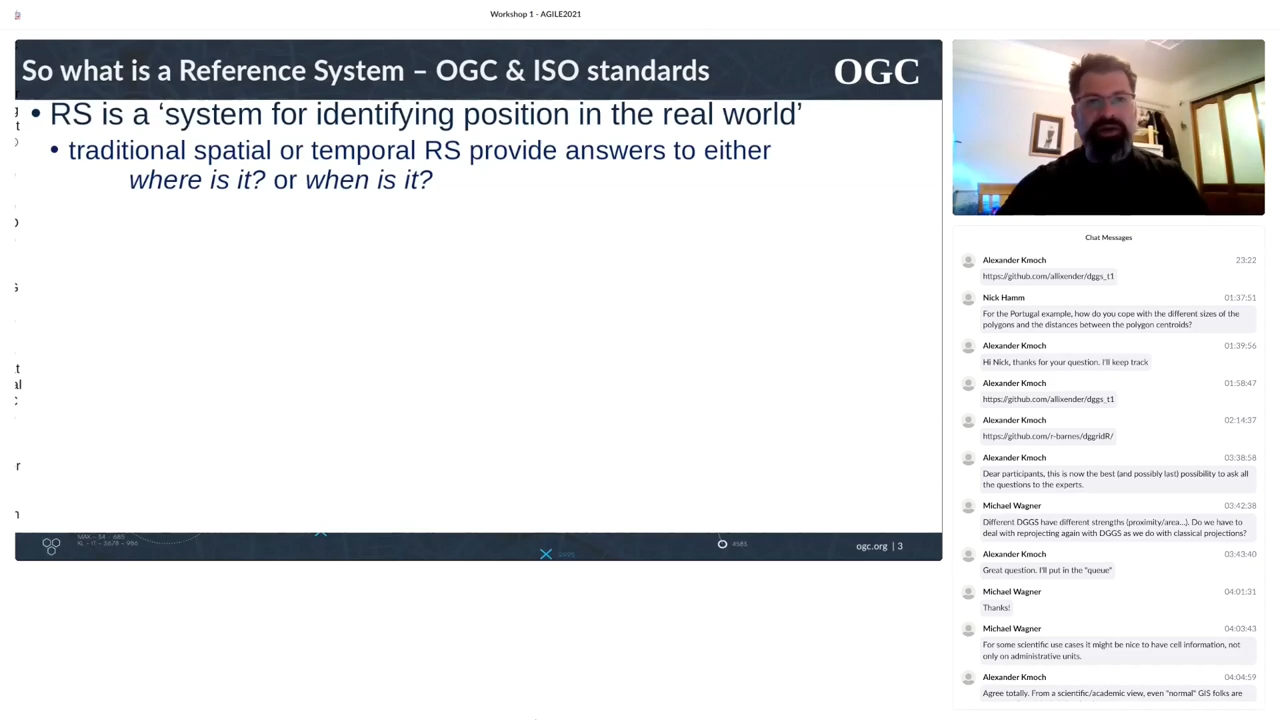 Workshop 1 - AGILE2021
So what is a Reference System – OGC & ISO standards
OGC
• RS is a ‘system for identifying position in the real world’
• traditional spatial or temporal RS provide answers to either
where is it? or when is it?
ogc.org | 3
4585
2495
Chat Messages
Alexander Kmoch 23:22
https://github.com/allixender/dggs_t1
Nick Hamm 01:37:51
For the Portugal example, how do you cope with the different sizes of the
polygons and the distances between the polygon centroids?
Alexander Kmoch 01:39:56
Hi Nick, thanks for your question. I'll keep track
Alexander Kmoch 01:58:47
https://github.com/allixender/dggs_t1
Alexander Kmoch 02:14:37
https://github.com/r-barnes/dggridR/
Alexander Kmoch 03:38:58
Dear participants, this is now the best (and possibly last) possibility to ask all
the questions to the experts.
Michael Wagner 03:42:38
Different DGGS have different strengths (proximity/area...). Do we have to
deal with reprojecting again with DGGS as we do with classical projections?
Alexander Kmoch 03:43:40
Great question. I'll put in the "queue"
Michael Wagner 04:01:31
Thanks!
Michael Wagner 04:03:43
For some scientific use cases it might be nice to have cell information, not
only on administrative units.
Alexander Kmoch 04:04:59
Agree totally. From a scientific/academic view, even "normal" GIS folks are